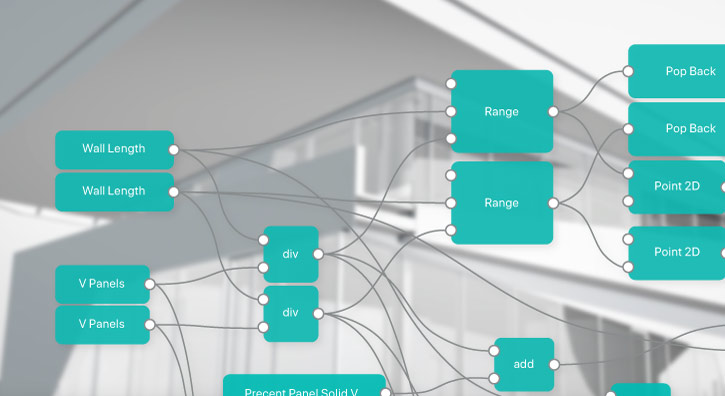 Pop Back
Range
Pop Back
Wall Length
Wall Length
Point 2D
Range
Point 2D
div
V Panels
div
V Panels
add
Precent Panel Solid V